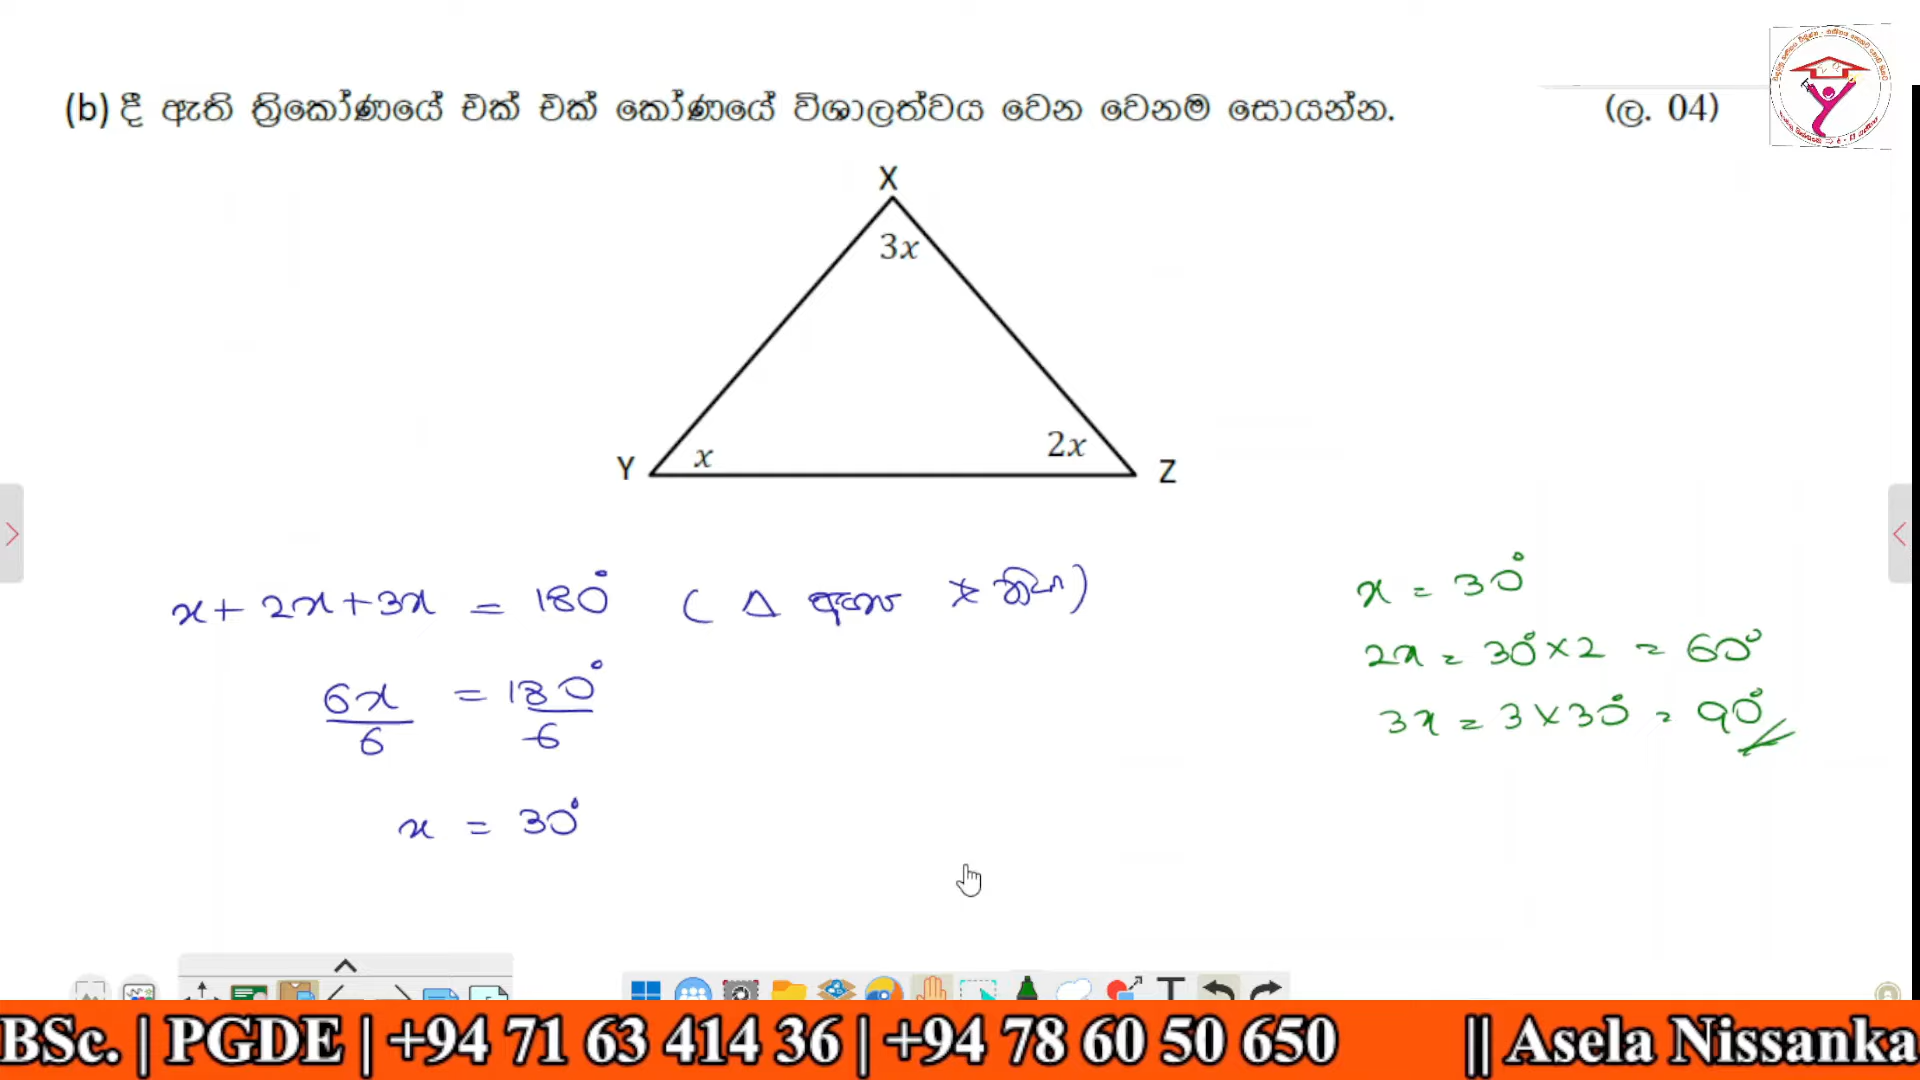 (b) දී ඇති ත්‍රිකෝණයේ එක් එක් කෝණයේ විශාලත්වය වෙන වෙනම සොයන්න. (ල. 04)
X
3x
Y x 2x Z
x + 2x + 3x = 180° ( Δ
6x/6 = 180°/6
x = 30°
x = 30°
2x = 30° × 2 = 60°
3x = 3 × 30° = 90°
BSc. | PGDE | +94 71 63 414 36 | +94 78 60 50 650 || Asela Nissanka